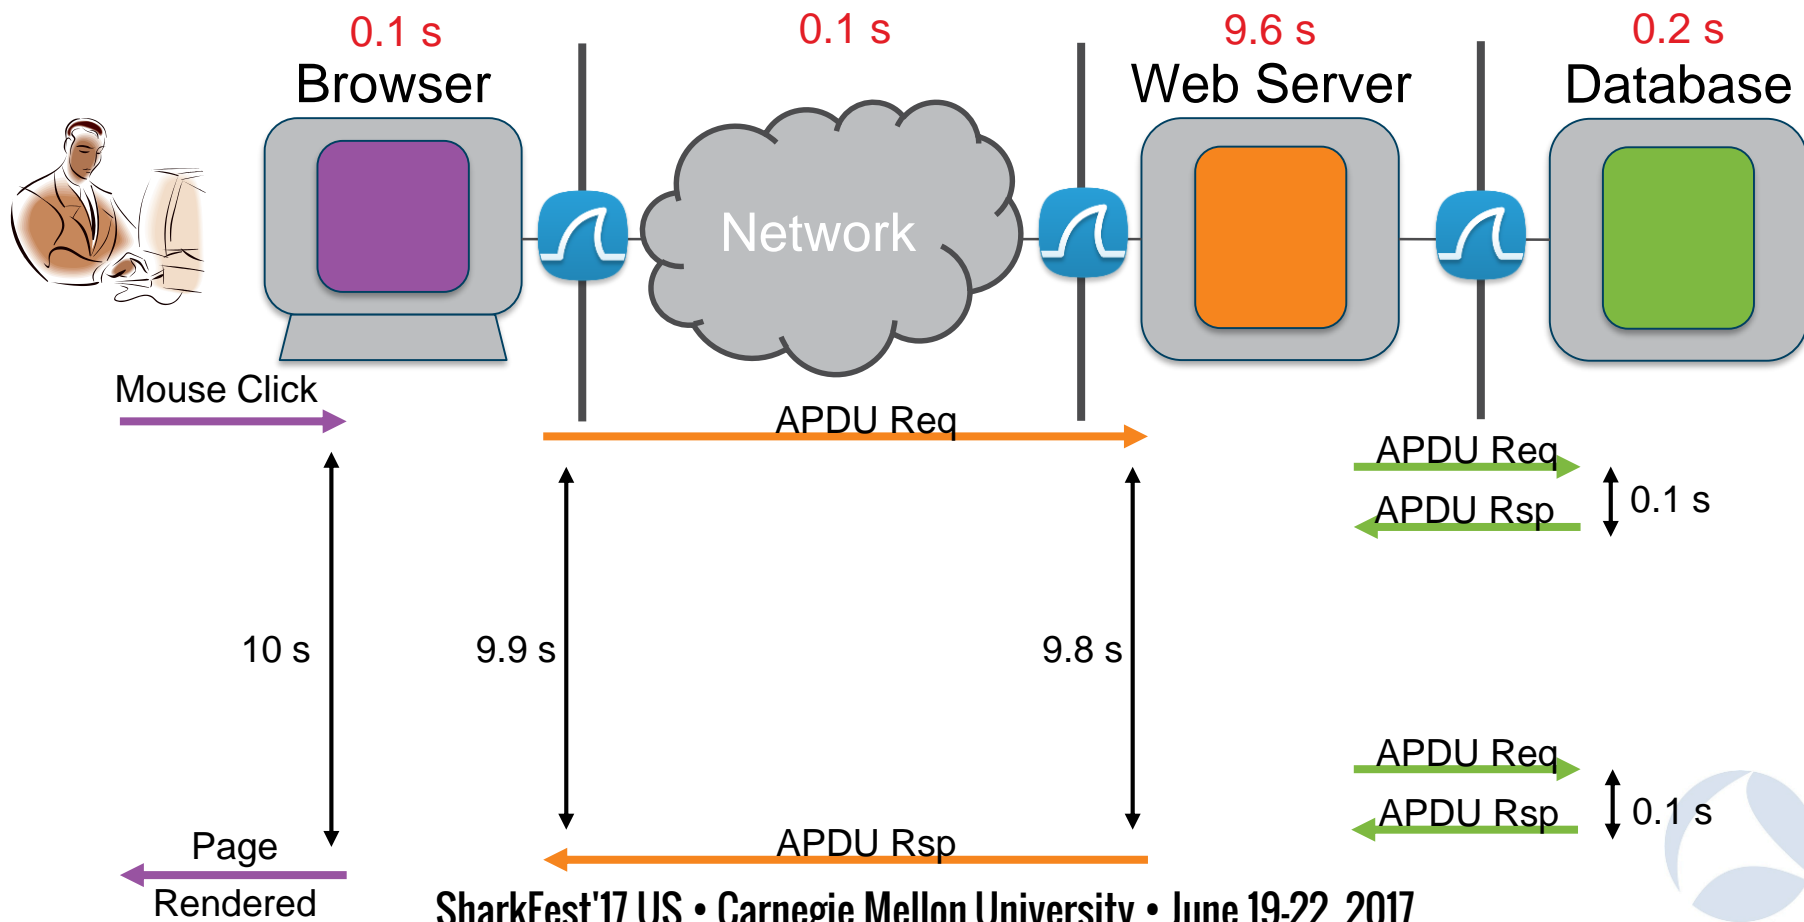 0.1 s
0.1 s
9.6 s
0.2 s
Browser
Web Server
Database
Network
Mouse Click
APDU Req
APDU Req
0.1 s
APDU Rsp
10 s
9.9 s
9.8 s
APDU Req
0.1 s
APDU Rsp
Page
Rendered
APDU Rsp
SharkFest'17 US • Carnegie Mellon University • June 19-22, 2017